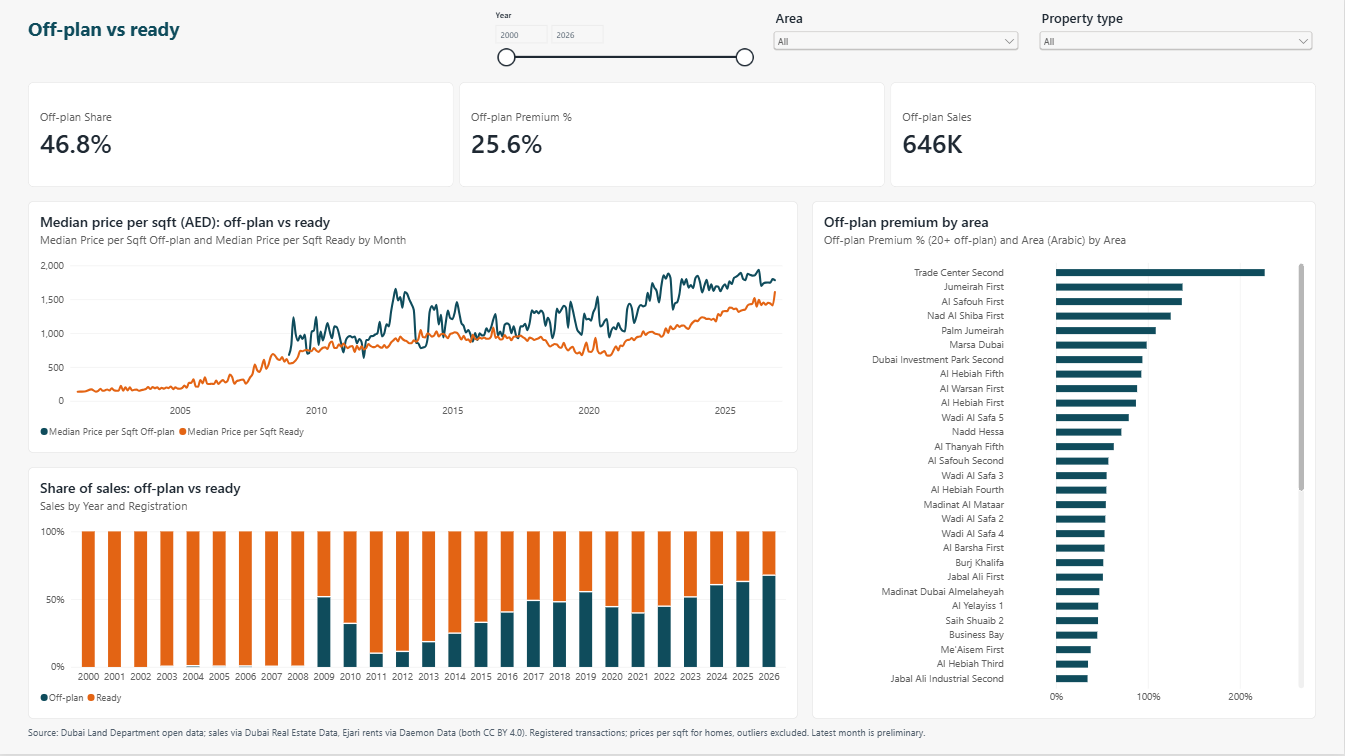 Off-plan vs ready
Year
2000 2026
Area
All
Property type
All
Off-plan Share
46.8%
Off-plan Premium %
25.6%
Off-plan Sales
646K
Median price per sqft (AED): off-plan vs ready
Median Price per Sqft Off-plan and Median Price per Sqft Ready by Month
2,000
1,500
1,000
500
0
2005 2010 2015 2020 2025
Median Price per Sqft Off-plan Median Price per Sqft Ready
Share of sales: off-plan vs ready
Sales by Year and Registration
100%
50%
0%
2000 2001 2002 2003 2004 2005 2006 2007 2008 2009 2010 2011 2012 2013 2014 2015 2016 2017 2018 2019 2020 2021 2022 2023 2024 2025 2026
Off-plan Ready
Off-plan premium by area
Off-plan Premium % (20+ off-plan) and Area (Arabic) by Area
Trade Center Second
Jumeirah First
Al Safouh First
Nad Al Shiba First
Palm Jumeirah
Marsa Dubai
Dubai Investment Park Second
Al Hebiah Fifth
Al Warsan First
Al Hebiah First
Wadi Al Safa 5
Nadd Hessa
Al Thanyah Fifth
Al Safouh Second
Wadi Al Safa 3
Al Hebiah Fourth
Madinat Al Mataar
Wadi Al Safa 2
Wadi Al Safa 4
Al Barsha First
Burj Khalifa
Jabal Ali First
Madinat Dubai Almelaheyah
Al Yelayiss 1
Saih Shuaib 2
Business Bay
Me'Aisem First
Al Hebiah Third
Jabal Ali Industrial Second
0% 100% 200%
Source: Dubai Land Department open data; sales via Dubai Real Estate Data, Ejari rents via Daemon Data (both CC BY 4.0). Registered transactions; prices per sqft for homes, outliers excluded. Latest month is preliminary.